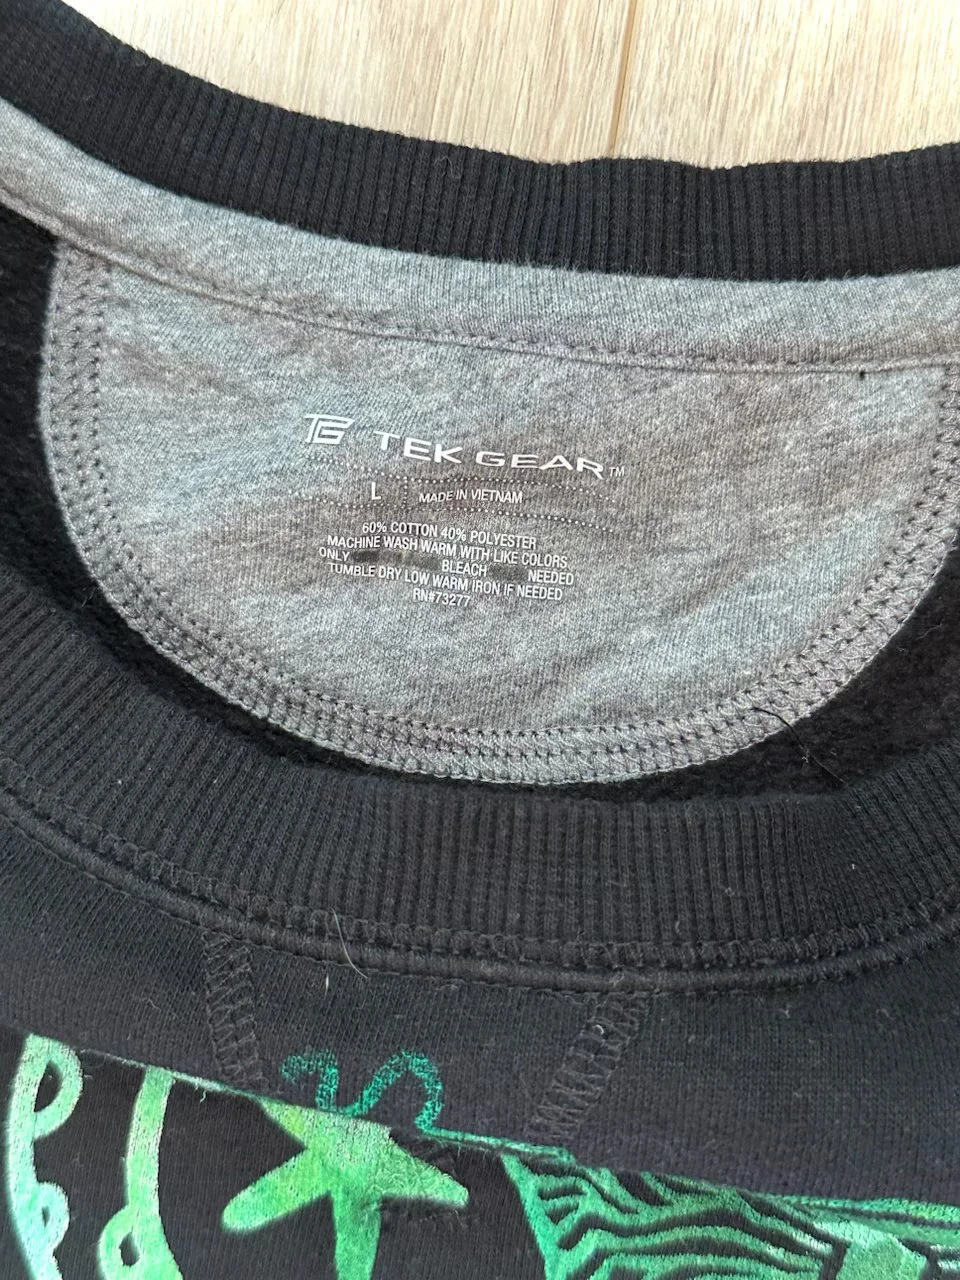 TG TEK GEAR™
L MADE IN VIETNAM
60% COTTON 40% POLYESTER
MACHINE WASH WARM WITH LIKE COLORS
ONLY BLEACH NEEDED
TUMBLE DRY LOW WARM IRON IF NEEDED
RN#73277